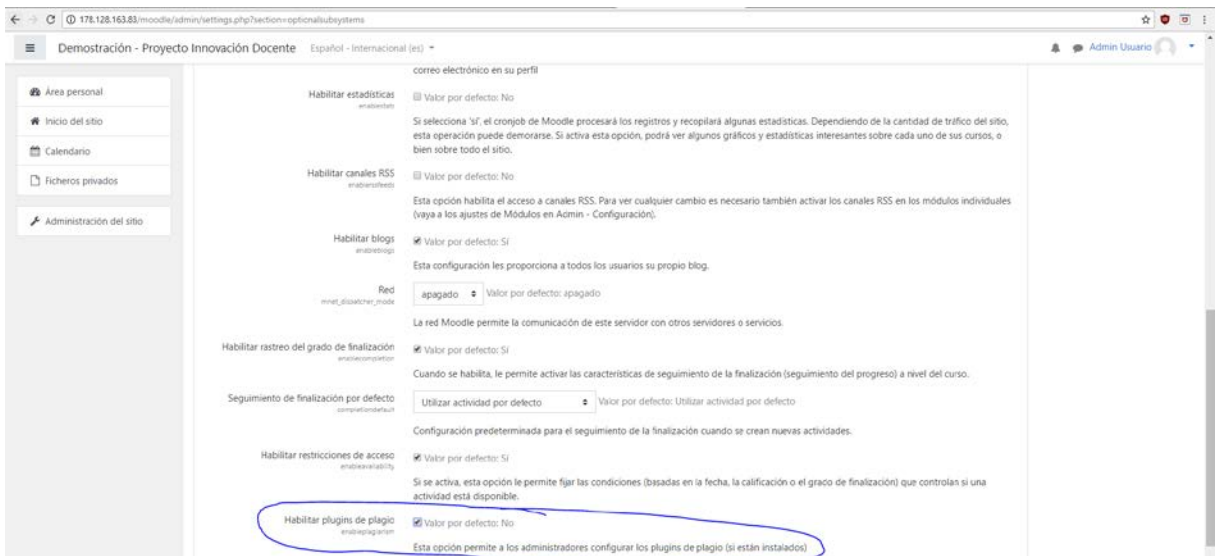 178.128.163.83/moodle/admin/settings.php?section=optionalsubsystems
Demostración - Proyecto Innovación Docente Español - Internacional (es)
Admin Usuario
Área personal
Inicio del sitio
Calendario
Ficheros privados
Administración del sitio
correo electrónico en su perfil
Habilitar estadísticas
enablestats
Valor por defecto: No
Si selecciona 'sí', el cronjob de Moodle procesará los registros y recopilará algunas estadísticas. Dependiendo de la cantidad de tráfico del sitio,
esta operación puede demorarse. Si activa esta opción, podrá ver algunos gráficos y estadísticas interesantes sobre cada uno de sus cursos, o
bien sobre todo el sitio.
Habilitar canales RSS
enablerssfeeds
Valor por defecto: No
Esta opción habilita el acceso a canales RSS. Para ver cualquier cambio es necesario también activar los canales RSS en los módulos individuales
(vaya a los ajustes de Módulos en Admin - Configuración).
Habilitar blogs
enableblogs
Valor por defecto: Sí
Esta configuración les proporciona a todos los usuarios su propio blog.
Red
mnet_dispatcher_mode
apagado Valor por defecto: apagado
La red Moodle permite la comunicación de este servidor con otros servidores o servicios
Habilitar rastreo del grado de finalización
enablecompletion
Valor por defecto: Sí
Cuando se habilita, le permite activar las características de seguimiento de la finalización (seguimiento del progreso) a nivel del curso.
Seguimiento de finalización por defecto
completiondefault
Utilizar actividad por defecto Valor por defecto: Utilizar actividad por defecto
Configuración predeterminada para el seguimiento de la finalización cuando se crean nuevas actividades.
Habilitar restricciones de acceso
enableavailability
Valor por defecto: Sí
Si se activa, esta opción le permite fijar las condiciones (basadas en la fecha, la calificación o el grado de finalización) que controlan si una
actividad está disponible.
Habilitar plugins de plagio
enableplagiarism
Valor por defecto: No
Esta opción permite a los administradores configurar los plugins de plagio (si están instalados)